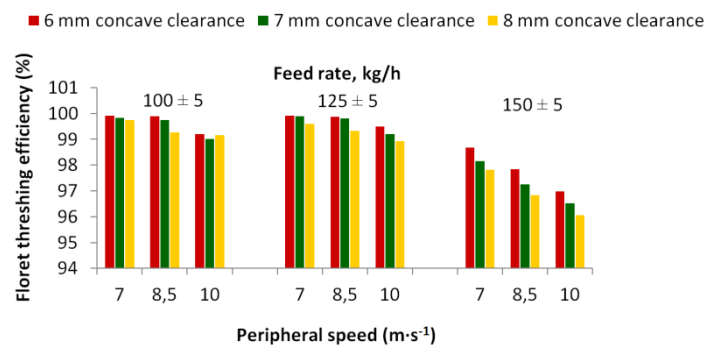 6 mm concave clearance 7 mm concave clearance 8 mm concave clearance
Feed rate, kg/h
100 ± 5 125 ± 5 150 ± 5
Floret threshing efficiency (%)
101
100
99
98
97
96
95
94
7 8,5 10 7 8,5 10 7 8,5 10
Peripheral speed (m·s⁻¹)